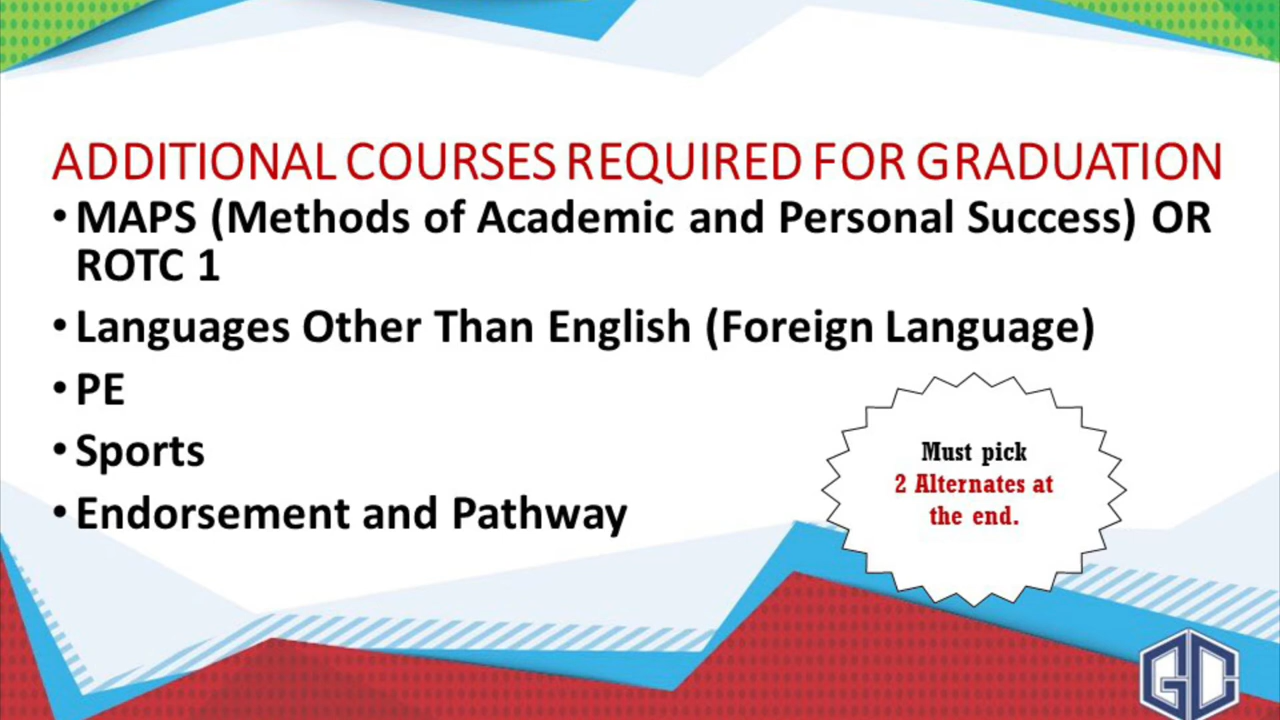 ADDITIONAL COURSES REQUIRED FOR GRADUATION
• MAPS (Methods of Academic and Personal Success) OR
ROTC 1
• Languages Other Than English (Foreign Language)
• PE
• Sports
• Endorsement and Pathway
Must pick
2 Alternates at
the end.
GC